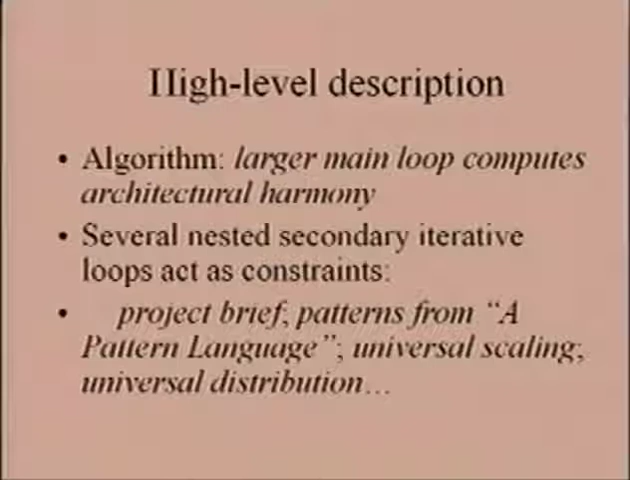 High-level description
• Algorithm: larger main loop computes
architectural harmony
• Several nested secondary iterative
loops act as constraints:
• project brief; patterns from “A
Pattern Language”; universal scaling;
universal distribution…